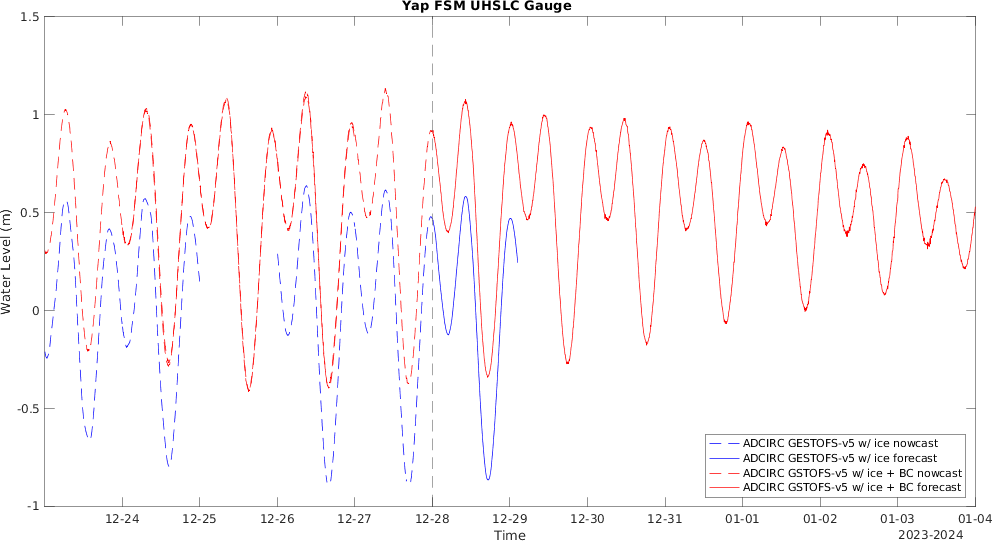 Yap FSM UHSLC Gauge
1.5
1
0.5
0
-0.5
-1
Water Level (m)
ADCIRC GESTOFS-v5 w/ ice nowcast
ADCIRC GESTOFS-v5 w/ ice forecast
ADCIRC GSTOFS-v5 w/ ice + BC nowcast
ADCIRC GSTOFS-v5 w/ ice + BC forecast
12-24 12-25 12-26 12-27 12-28 12-29 12-30 12-31 01-01 01-02 01-03 01-04
Time
2023-2024